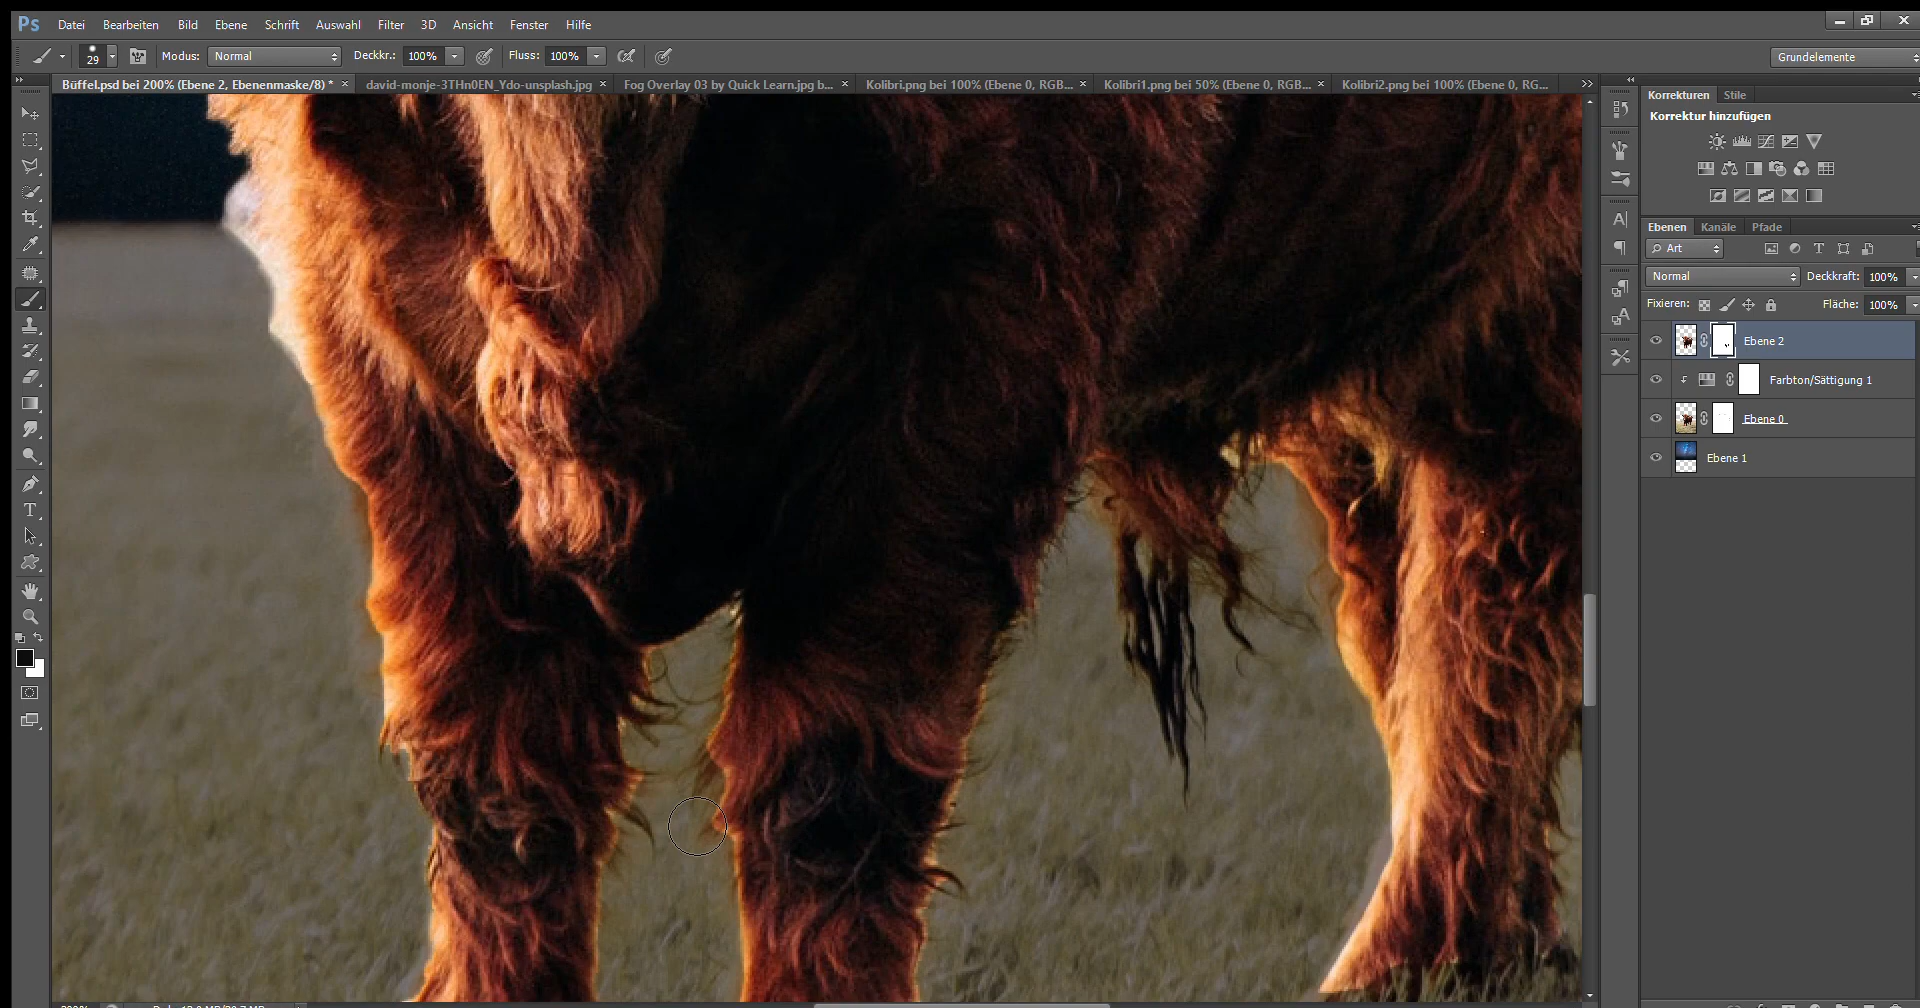 Ps Datei Bearbeiten Bild Ebene Schrift Auswahl Filter 3D Ansicht Fenster Hilfe
29 Modus: Normal Deckkr.: 100% Fluss: 100% Grundelemente
Büffel.psd bei 200% (Ebene 2, Ebenenmaske/8) * × david-monje-3THn0EN_Ydo-unsplash.jpg × Fog Overlay 03 by Quick Learn.jpg b... × Kolibri.png bei 100% (Ebene 0, RGB... × Kolibri1.png bei 50% (Ebene 0, RGB... × Kolibri2.png bei 100% (Ebene 0, RG... >>
Korrekturen Stile
Korrektur hinzufügen
Ebenen Kanäle Pfade
Art
Normal Deckkraft: 100%
Fixieren: Fläche: 100%
Ebene 2
Farbton/Sättigung 1
Ebene 0
Ebene 1